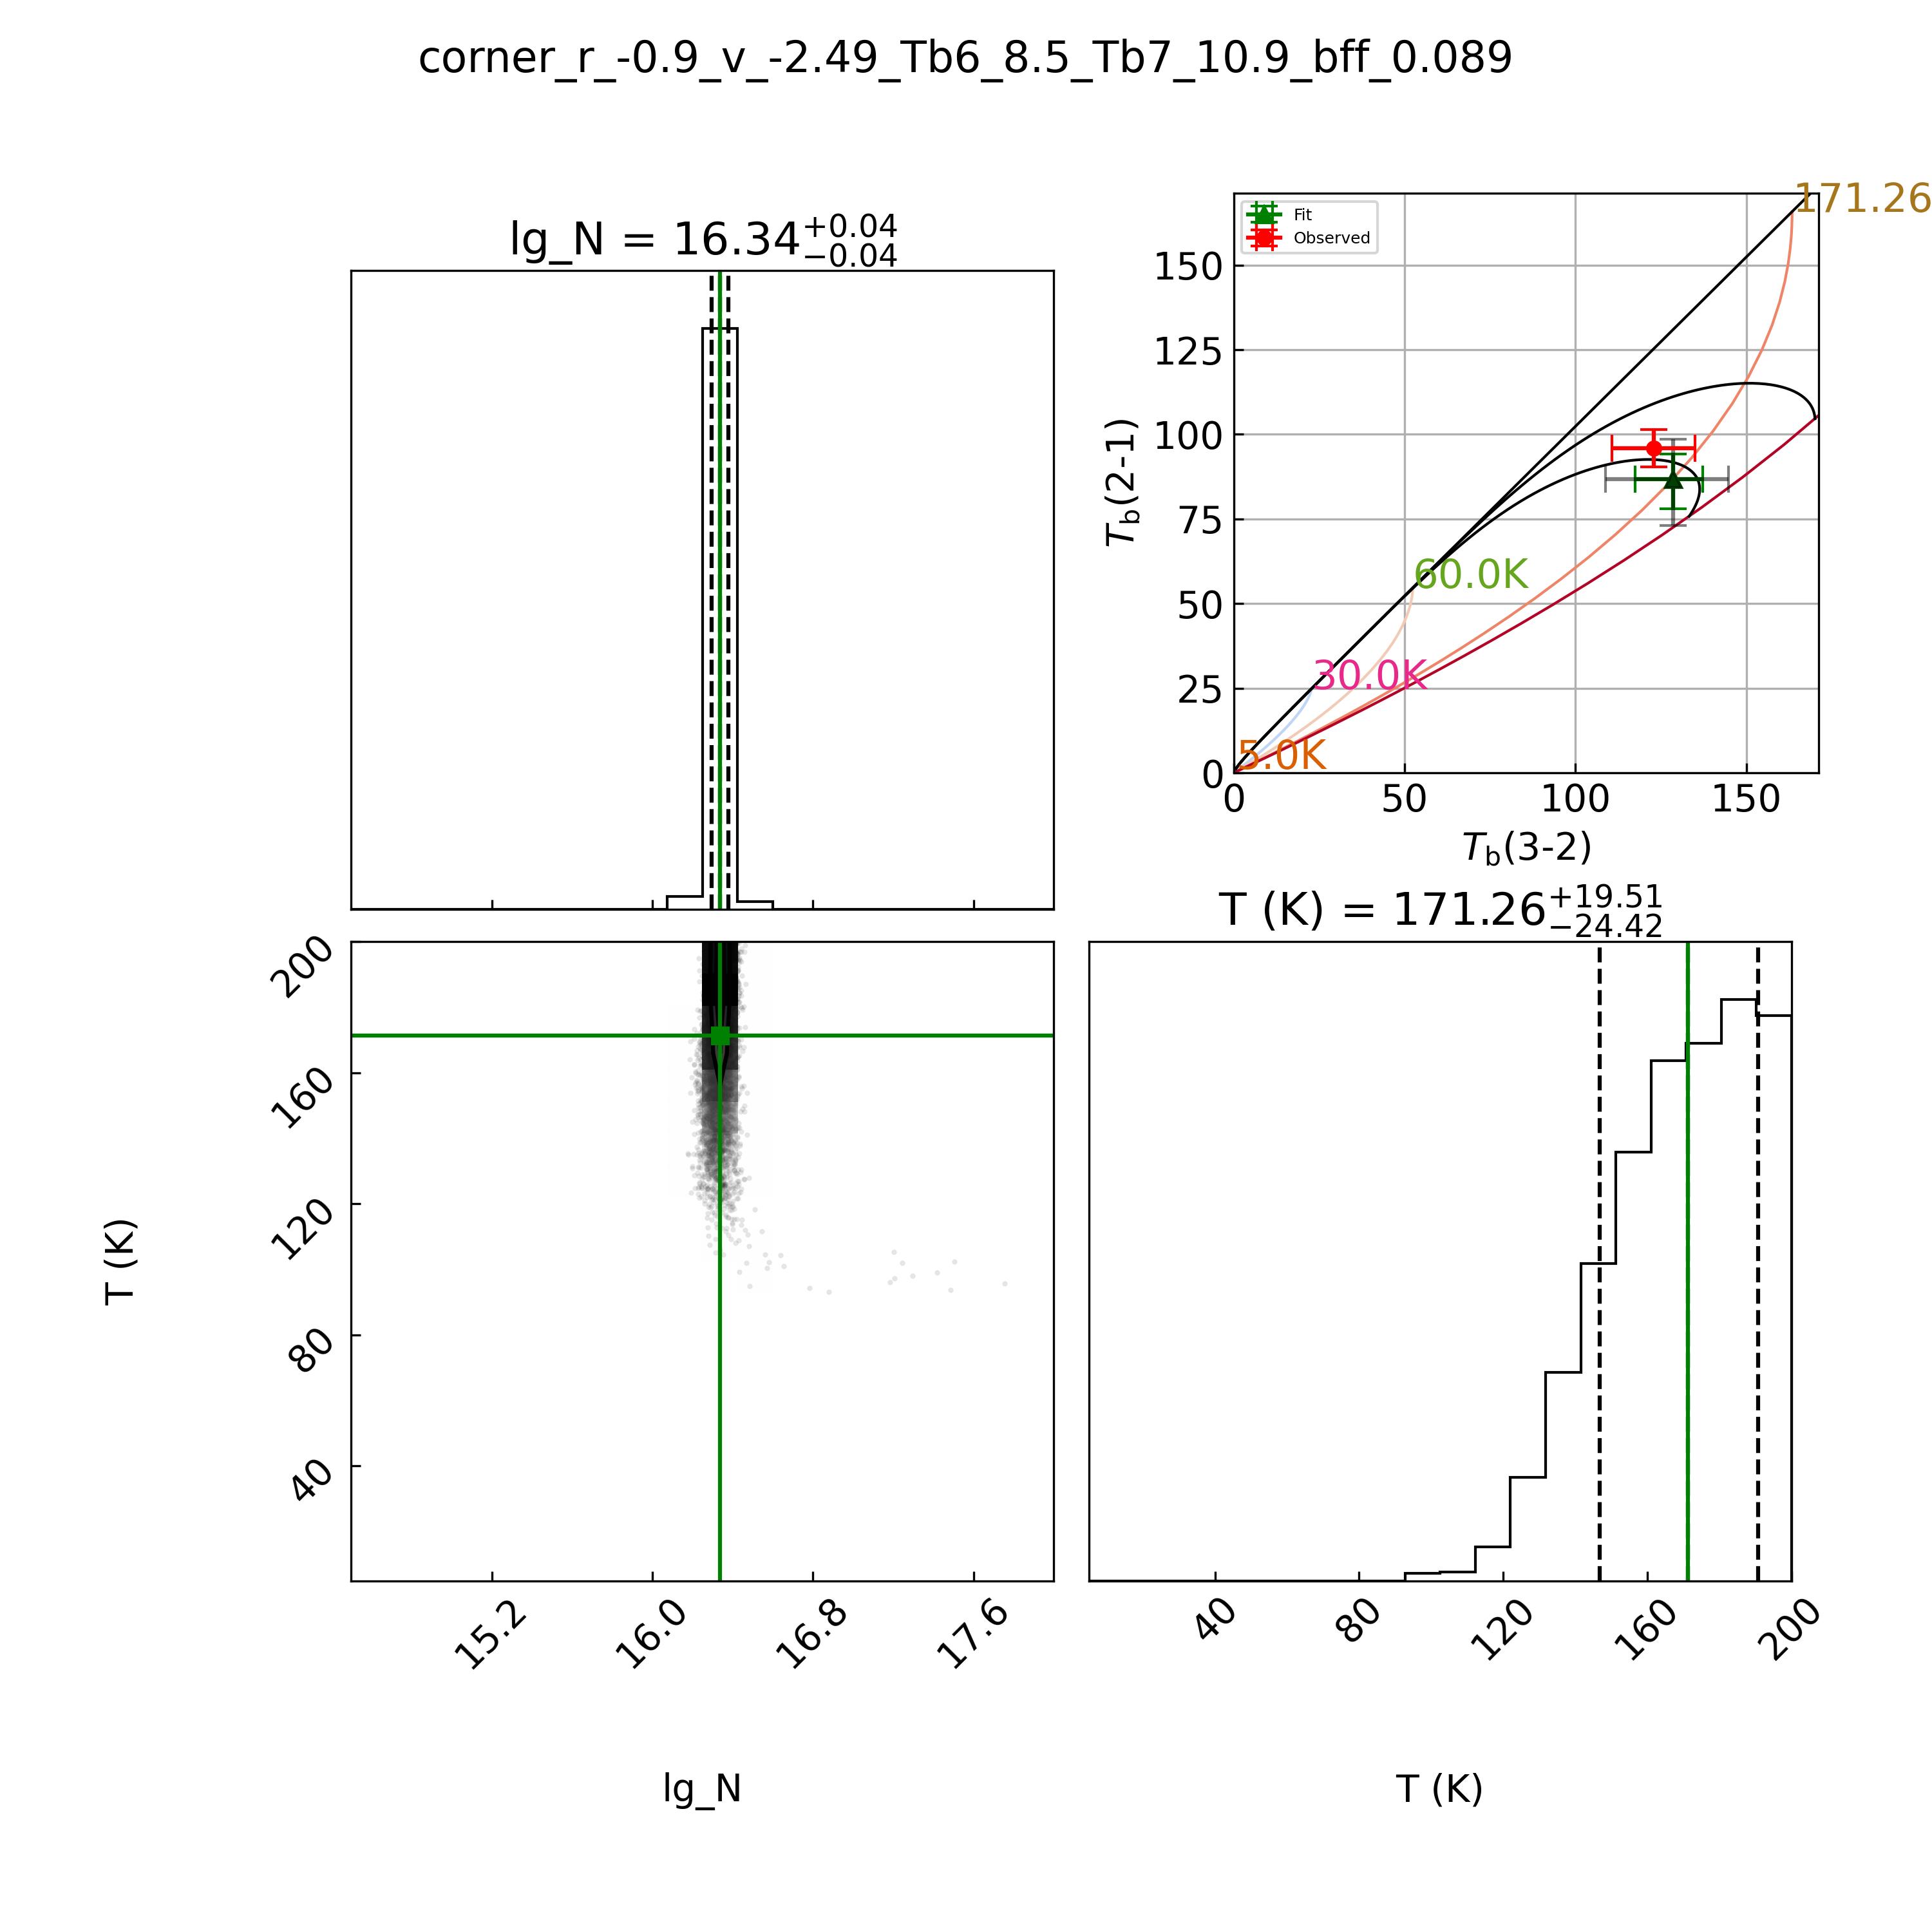 corner_r_-0.9_v_-2.49_Tb6_8.5_Tb7_10.9_bff_0.089
lg_N = 16.34 +0.04 −0.04
171.26
Fit
Observed
150
125
100
75
50
25
0
T_b(2-1)
60.0K
30.0K
5.0K
0 50 100 150
T_b(3-2)
T (K) = 171.26 +19.51 −24.42
200
160
120
80
40
T (K)
15.2 16.0 16.8 17.6
lg_N
40 80 120 160 200
T (K)